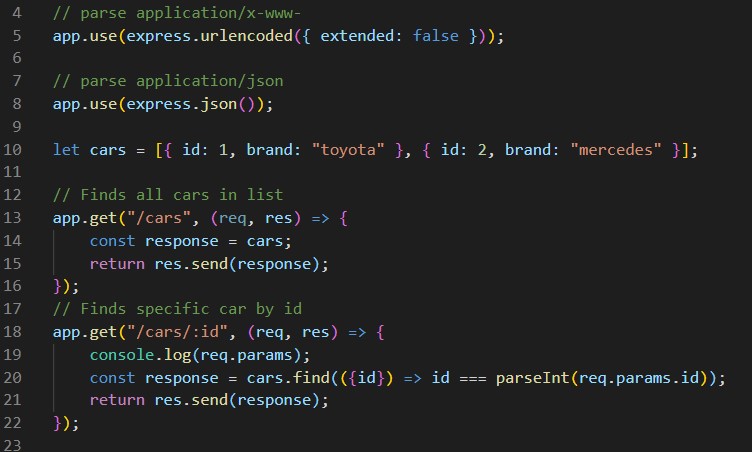 4 // parse application/x-www-
5 app.use(express.urlencoded({ extended: false }));
6
7 // parse application/json
8 app.use(express.json());
9
10 let cars = [{ id: 1, brand: "toyota" }, { id: 2, brand: "mercedes" }];
11
12 // Finds all cars in list
13 app.get("/cars", (req, res) => {
14     const response = cars;
15     return res.send(response);
16 });
17 // Finds specific car by id
18 app.get("/cars/:id", (req, res) => {
19     console.log(req.params);
20     const response = cars.find(({id}) => id === parseInt(req.params.id));
21     return res.send(response);
22 });
23